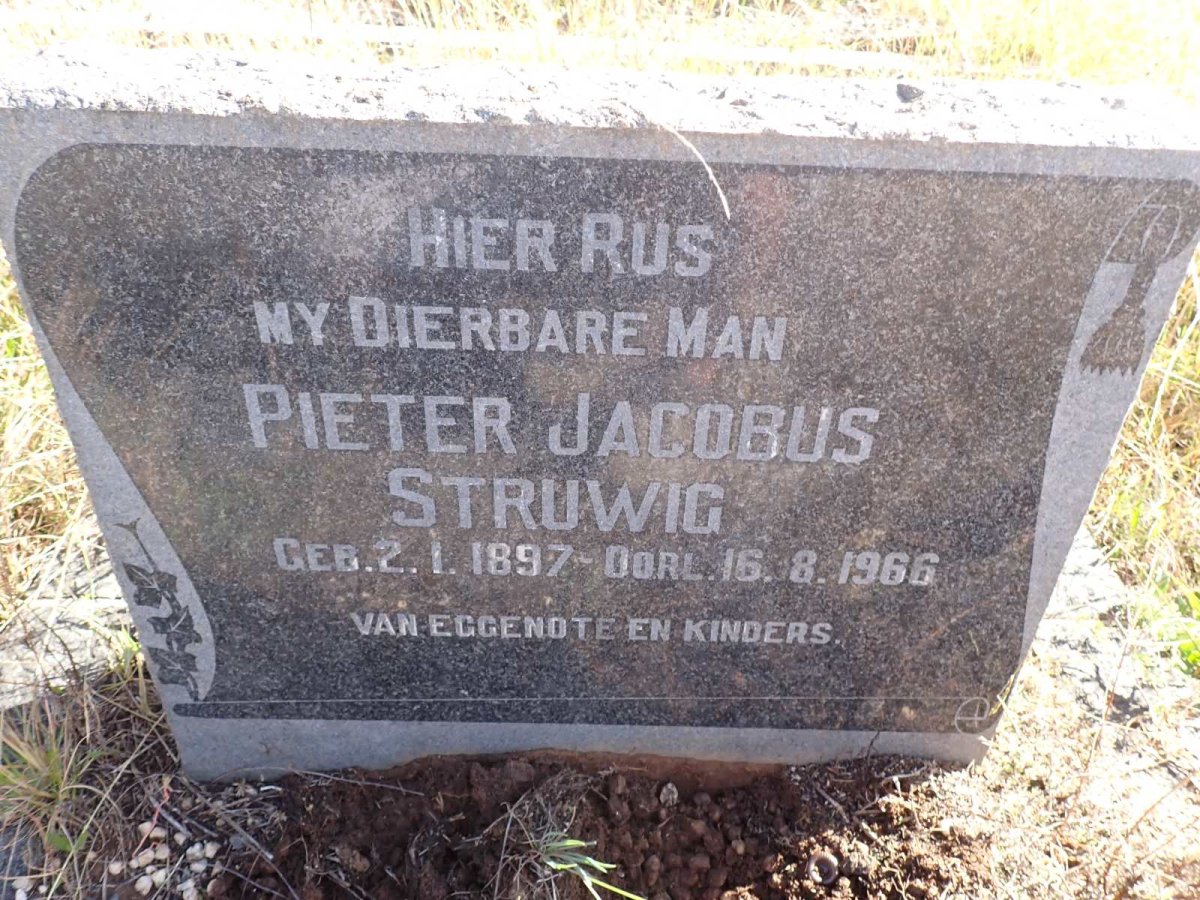 HIER RUS
MY DIERBARE MAN
PIETER JACOBUS
STRUWIG
GEB. 2. 1. 1897 - OORL. 16. 8. 1966
VAN EGGENOTE EN KINDERS.